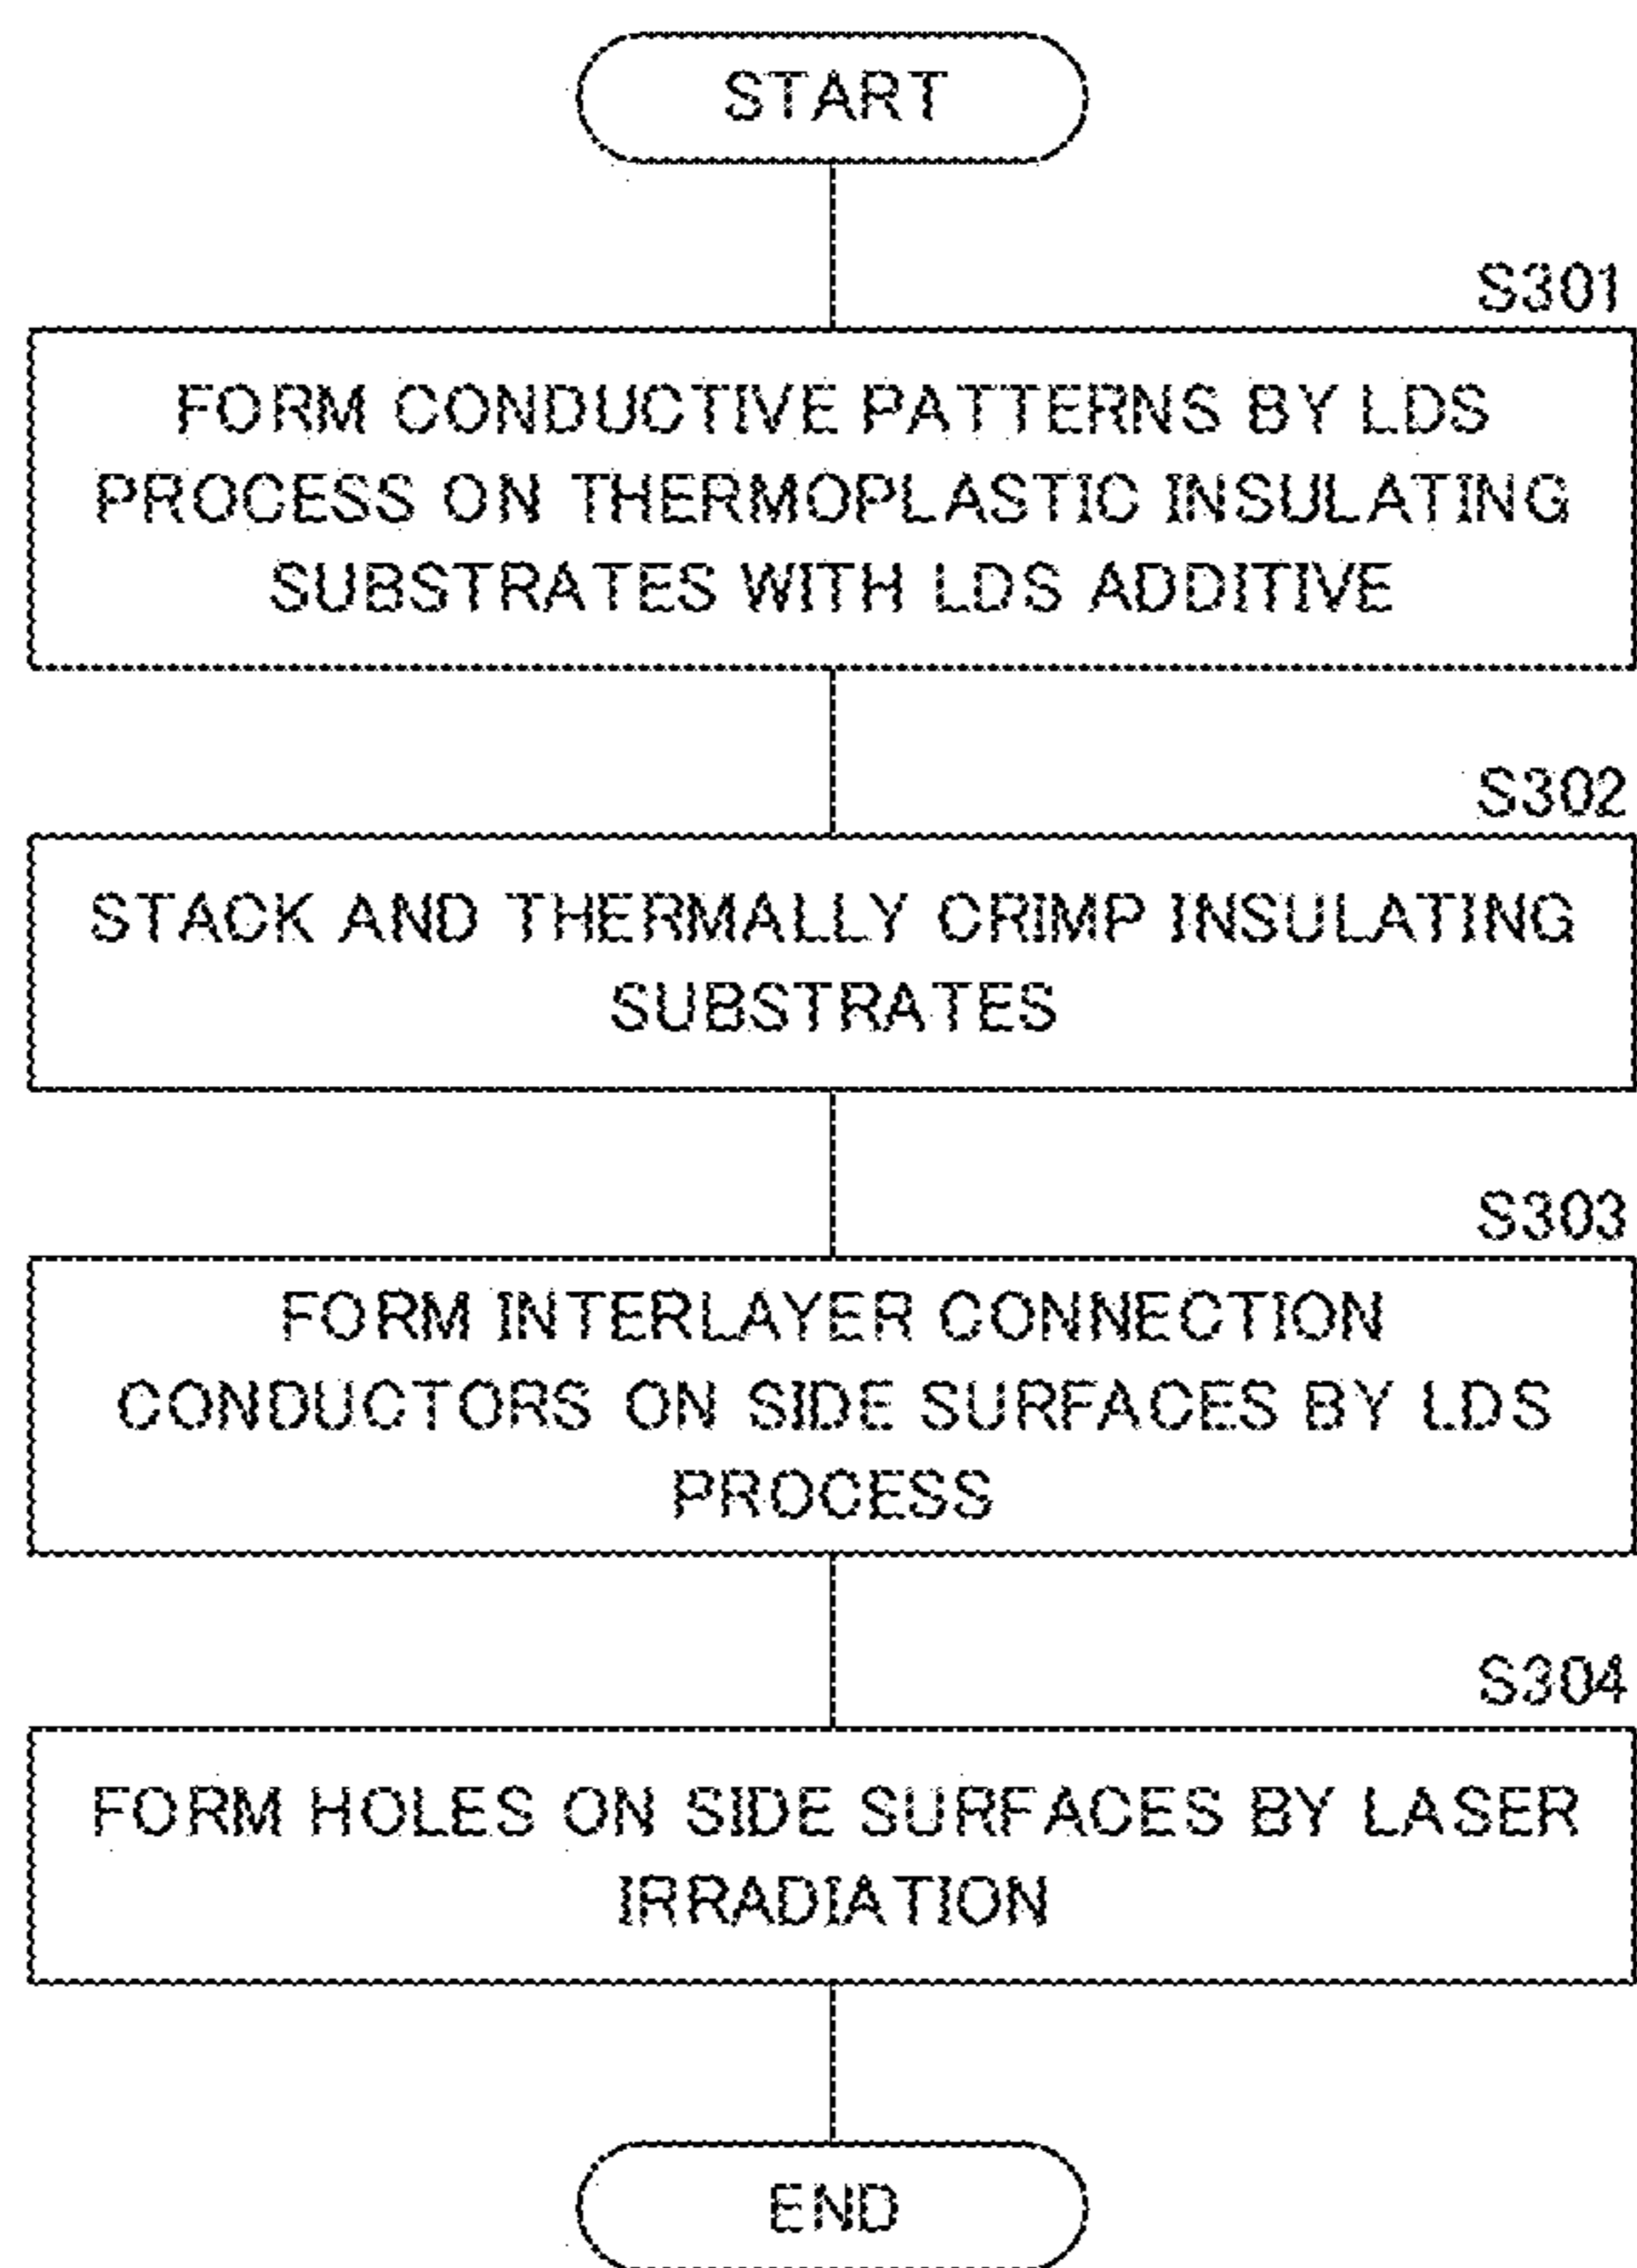 START
S301
FORM CONDUCTIVE PATTERNS BY LDS
PROCESS ON THERMOPLASTIC INSULATING
SUBSTRATES WITH LDS ADDITIVE
S302
STACK AND THERMALLY CRIMP INSULATING
SUBSTRATES
S303
FORM INTERLAYER CONNECTION
CONDUCTORS ON SIDE SURFACES BY LDS
PROCESS
S304
FORM HOLES ON SIDE SURFACES BY LASER
IRRADIATION
END